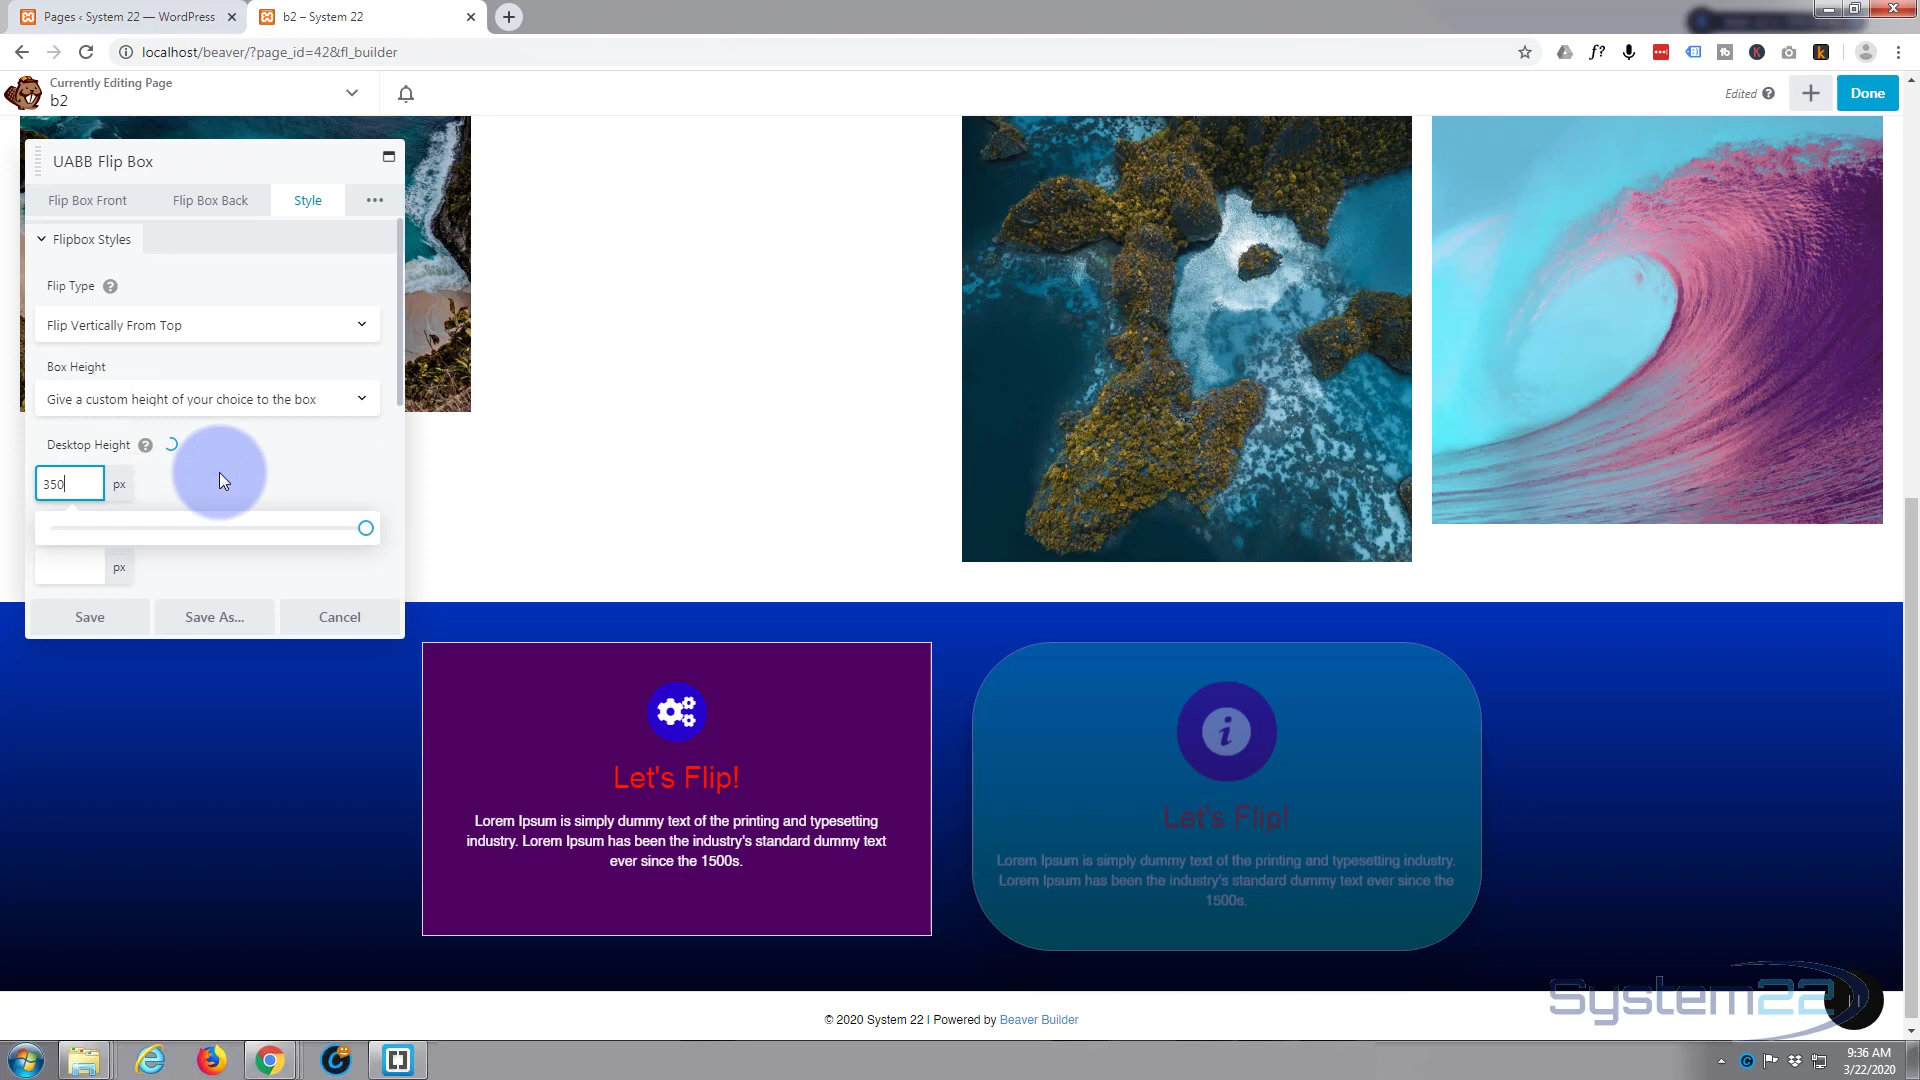 Pages ‹ System 22 — WordPress
b2 – System 22
localhost/beaver/?page_id=42&fl_builder
Currently Editing Page
b2
Edited
Done
UABB Flip Box
Flip Box Front
Flip Box Back
Style
Flipbox Styles
Flip Type
Flip Vertically From Top
Box Height
Give a custom height of your choice to the box
Desktop Height
350
px
px
Save
Save As...
Cancel
Let's Flip!
Lorem Ipsum is simply dummy text of the printing and typesetting
industry. Lorem Ipsum has been the industry's standard dummy text
ever since the 1500s.
Let's Flip!
Lorem Ipsum is simply dummy text of the printing and typesetting industry.
Lorem Ipsum has been the industry's standard dummy text ever since the
1500s.
System22
© 2020 System 22 | Powered by Beaver Builder
9:36 AM
3/22/2020